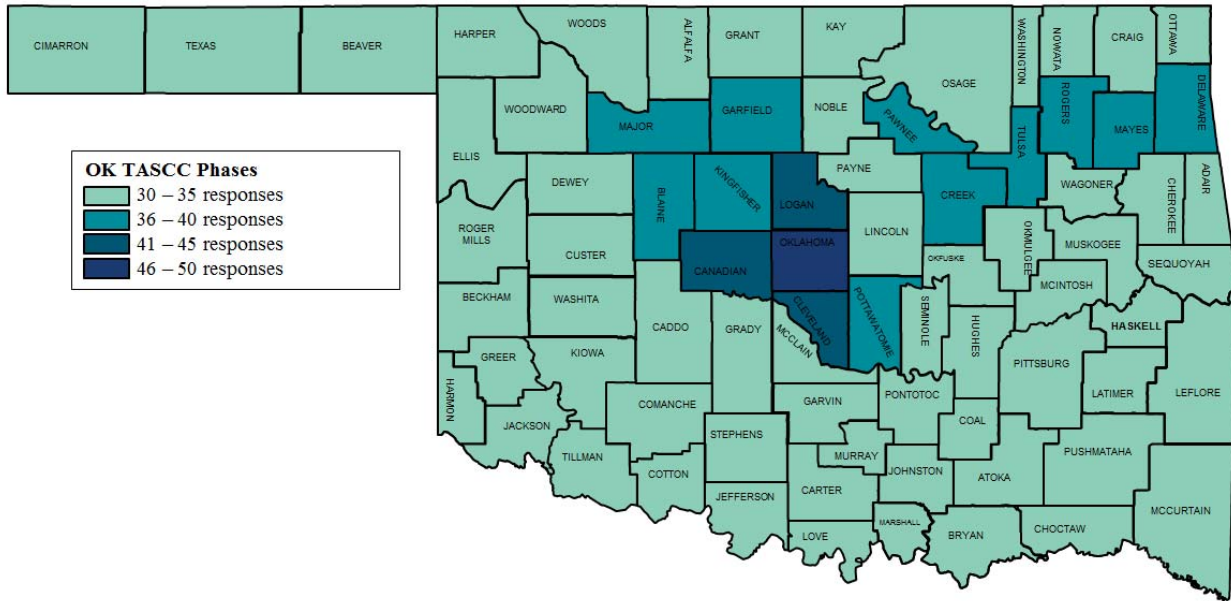 CIMARRON
TEXAS
BEAVER
HARPER
WOODS
ALFALFA
GRANT
KAY
OSAGE
WASHINGTON
NOWATA
CRAIG
OTTAWA
WOODWARD
MAJOR
GARFIELD
NOBLE
PAWNEE
TULSA
ROGERS
MAYES
DELAWARE
OK TASCC Phases
30 – 35 responses
36 – 40 responses
41 – 45 responses
46 – 50 responses
ELLIS
DEWEY
BLAINE
KINGFISHER
LOGAN
PAYNE
CREEK
WAGONER
CHEROKEE
ADAIR
ROGER
MILLS
CUSTER
CANADIAN
OKLAHOMA
LINCOLN
OKFUSKE
OKMULGEE
MUSKOGEE
SEQUOYAH
BECKHAM
WASHITA
CADDO
GRADY
CLEVELAND
MCCLAIN
POTTAWATOMIE
SEMINOLE
HUGHES
MCINTOSH
HASKELL
GREER
KIOWA
PITTSBURG
LATIMER
LEFLORE
HARMON
JACKSON
COMANCHE
GARVIN
PONTOTOC
COAL
STEPHENS
TILLMAN
COTTON
MURRAY
JOHNSTON
ATOKA
PUSHMATAHA
JEFFERSON
CARTER
LOVE
MARSHALL
BRYAN
CHOCTAW
MCCURTAIN